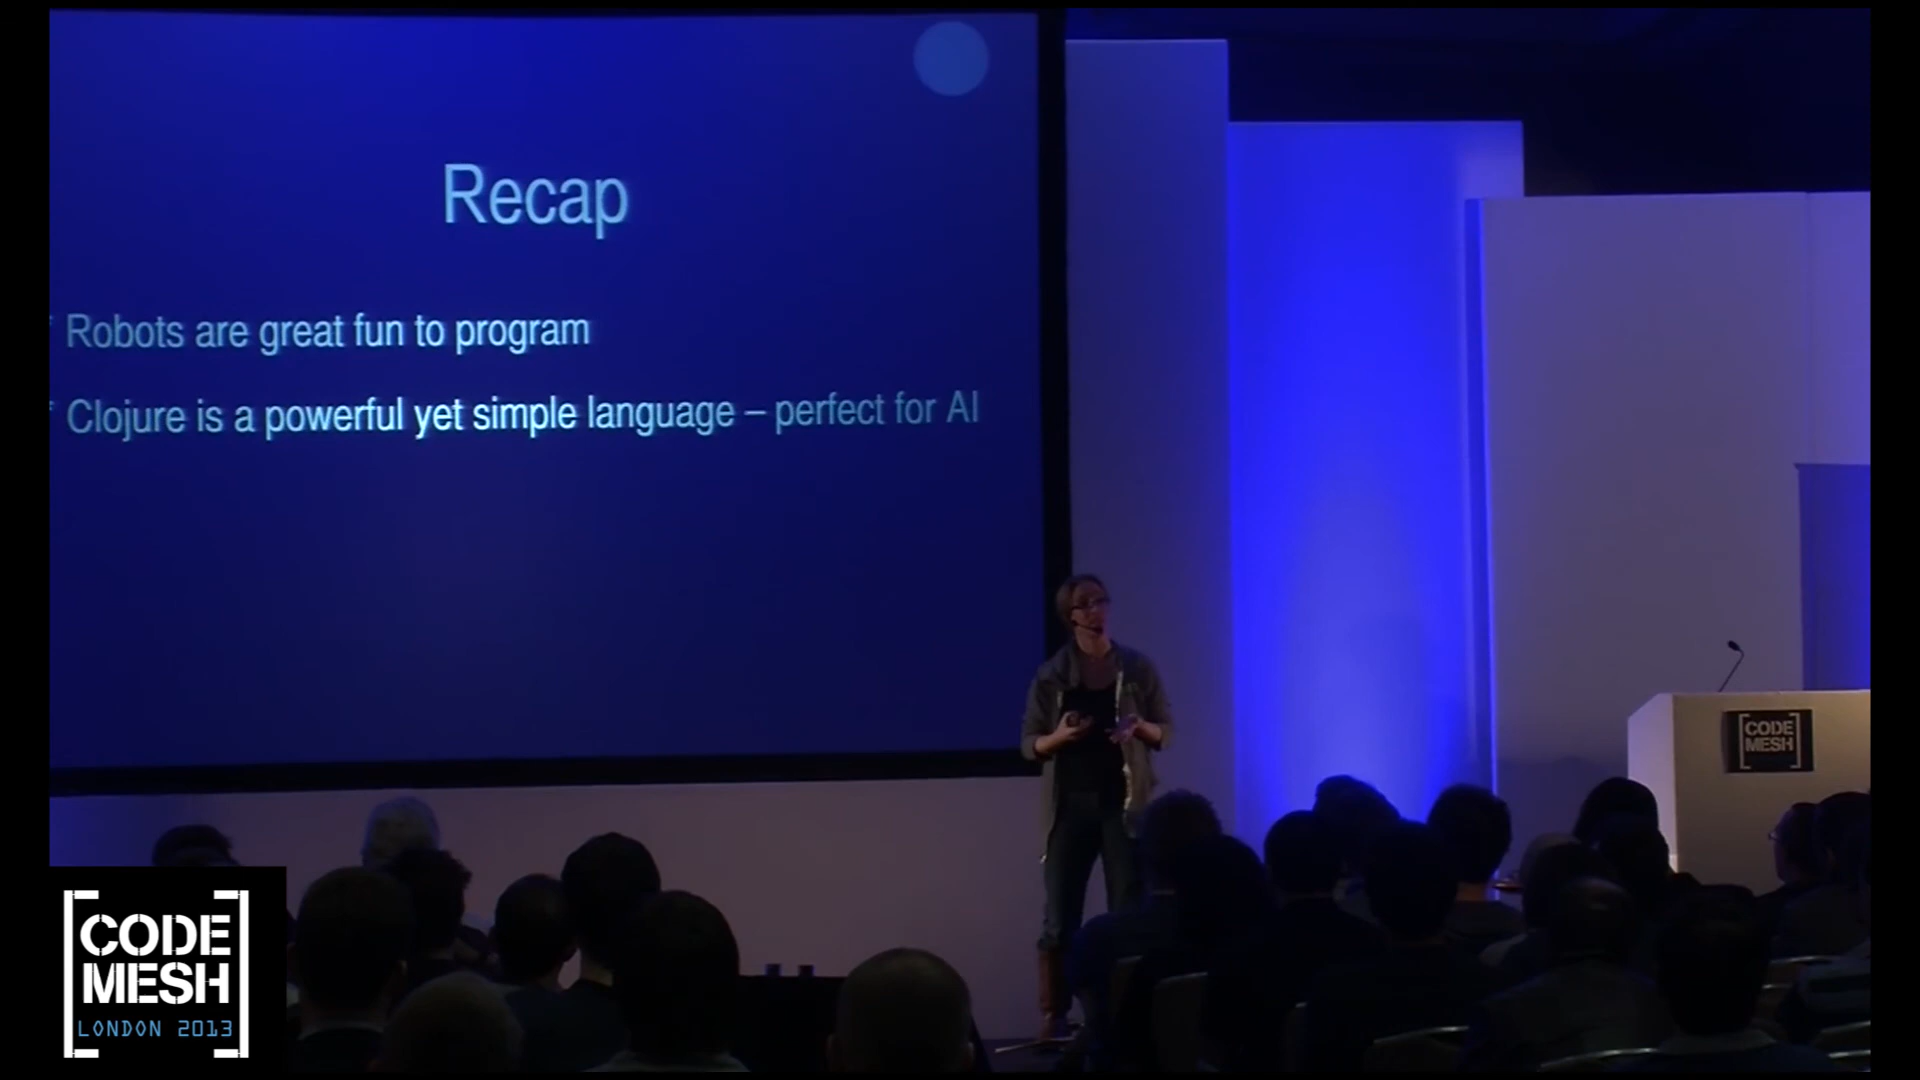 Recap
Robots are great fun to program
Clojure is a powerful yet simple language – perfect for AI
[CODE
MESH]
[CODE
MESH]
LONDON 2013